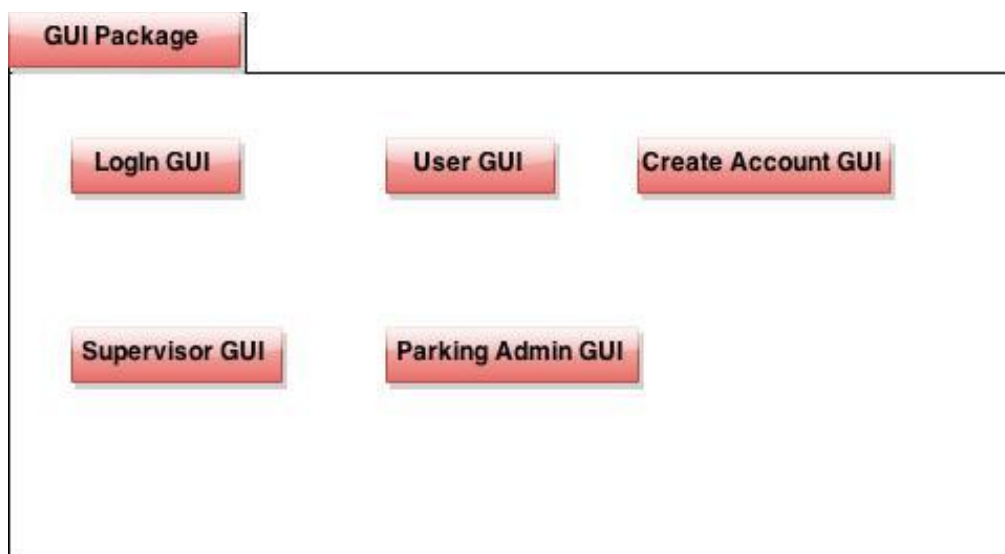 GUI Package
LogIn GUI
User GUI
Create Account GUI
Supervisor GUI
Parking Admin GUI